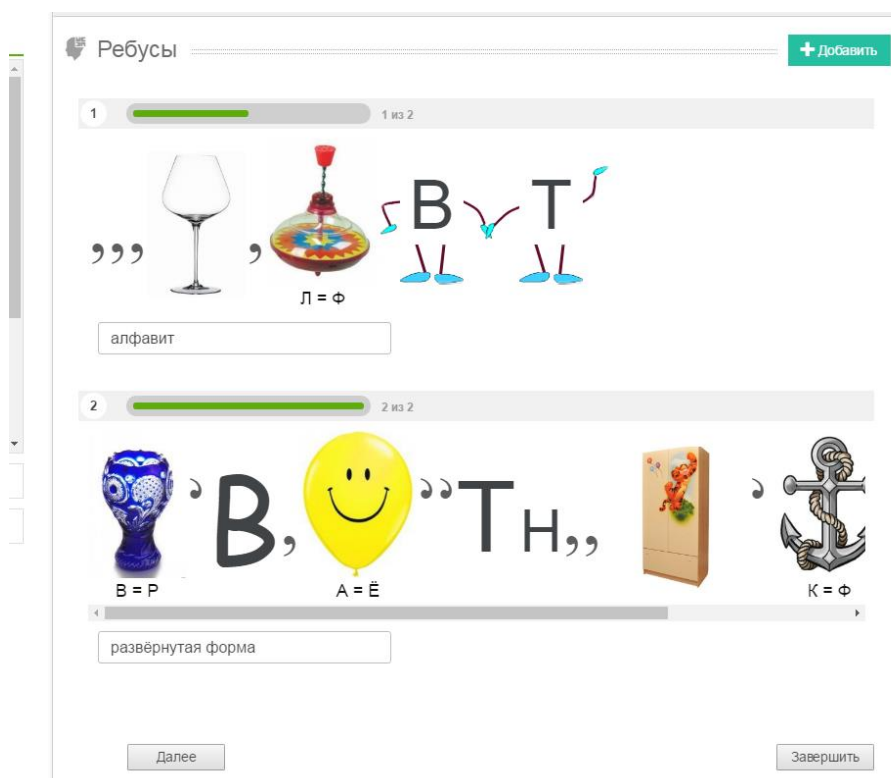 Ребусы
+ Добавить
1 1 из 2
,,, , В Т
Л = Ф
алфавит
2 2 из 2
’ В , ’’ Т Н ,, ’
В = Р А = Ё К = Ф
развёрнутая форма
Далее Завершить